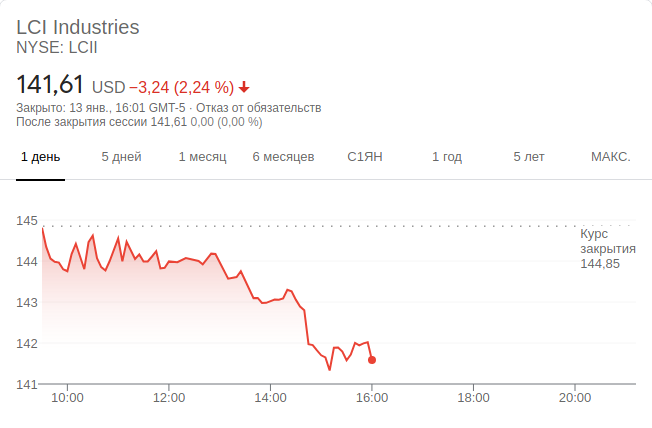 LCI Industries
NYSE: LCII
141,61 USD −3,24 (2,24 %)
Закрыто: 13 янв., 16:01 GMT-5 · Отказ от обязательств
После закрытия сессии 141,61 0,00 (0,00 %)
1 день 5 дней 1 месяц 6 месяцев С1ЯН 1 год 5 лет МАКС.
145
Курс
закрытия
144,85
144
143
142
141
10:00 12:00 14:00 16:00 18:00 20:00